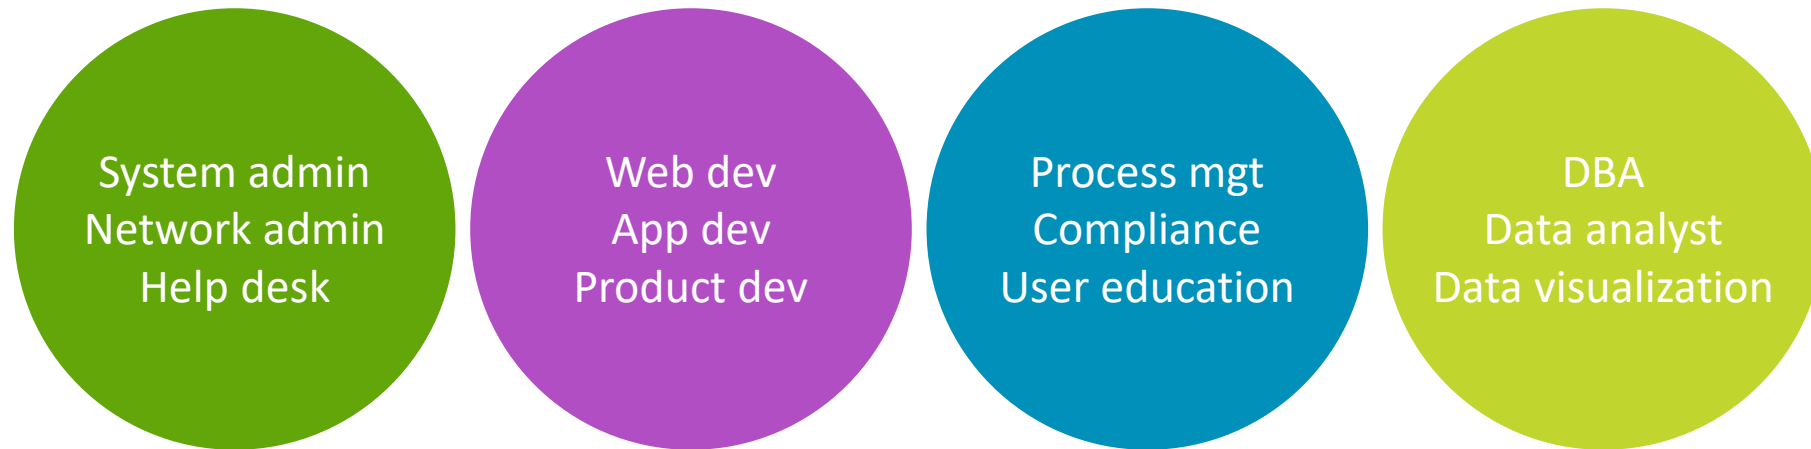 System admin
Network admin
Help desk
Web dev
App dev
Product dev
Process mgt
Compliance
User education
DBA
Data analyst
Data visualization